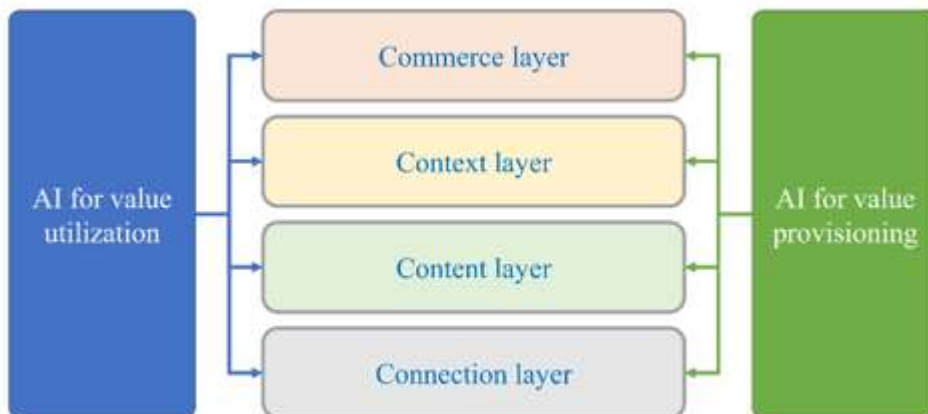 Commerce layer
Context layer
AI for value
utilization
AI for value
provisioning
Content layer
Connection layer